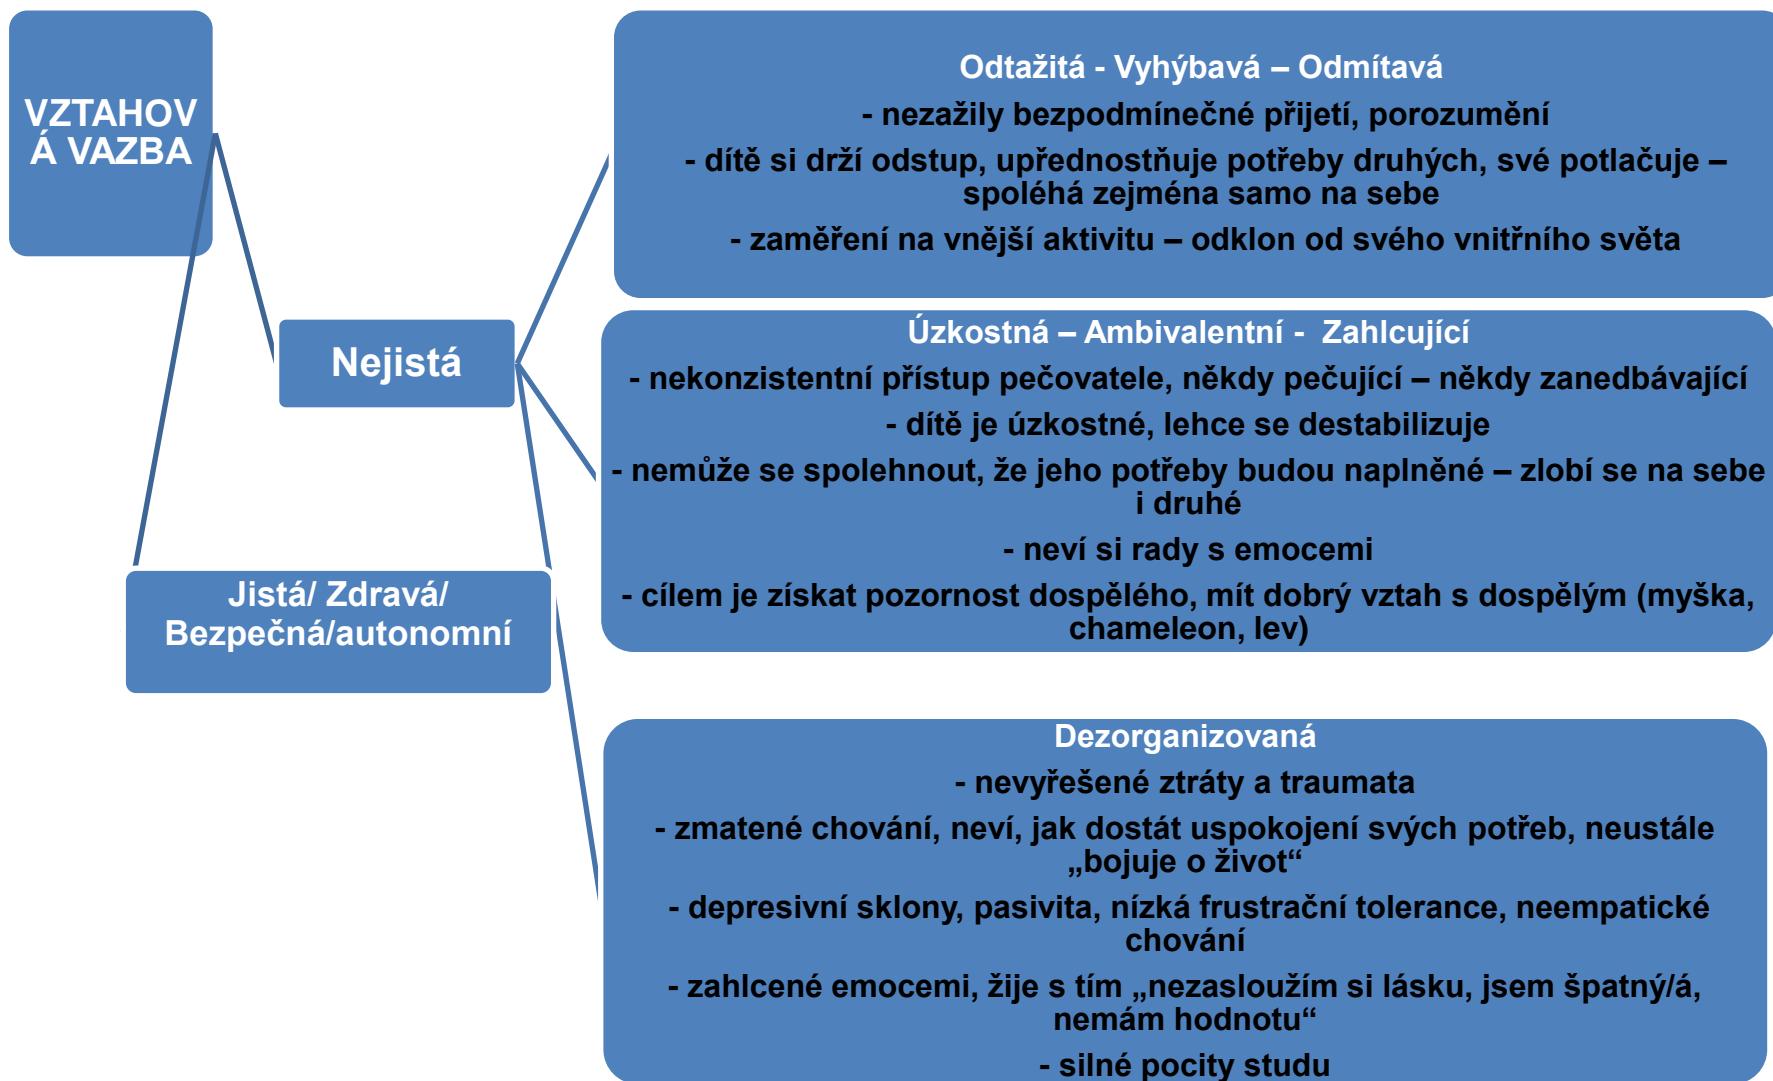 VZTAHOV
Á VAZBA
Nejistá
Jistá/ Zdravá/
Bezpečná/autonomní
Odtažitá - Vyhýbavá – Odmítavá
- nezažily bezpodmínečné přijetí, porozumění
- dítě si drží odstup, upřednostňuje potřeby druhých, své potlačuje –
spoléhá zejména samo na sebe
- zaměření na vnější aktivitu – odklon od svého vnitřního světa
Úzkostná – Ambivalentní - Zahlcující
- nekonzistentní přístup pečovatele, někdy pečující – někdy zanedbávající
- dítě je úzkostné, lehce se destabilizuje
- nemůže se spolehnout, že jeho potřeby budou naplněné – zlobí se na sebe
i druhé
- neví si rady s emocemi
- cílem je získat pozornost dospělého, mít dobrý vztah s dospělým (myška,
chameleon, lev)
Dezorganizovaná
- nevyřešené ztráty a traumata
- zmatené chování, neví, jak dostát uspokojení svých potřeb, neustále
„bojuje o život“
- depresivní sklony, pasivita, nízká frustrační tolerance, neempatické
chování
- zahlcené emocemi, žije s tím „nezasloužím si lásku, jsem špatný/á,
nemám hodnotu“
- silné pocity studu